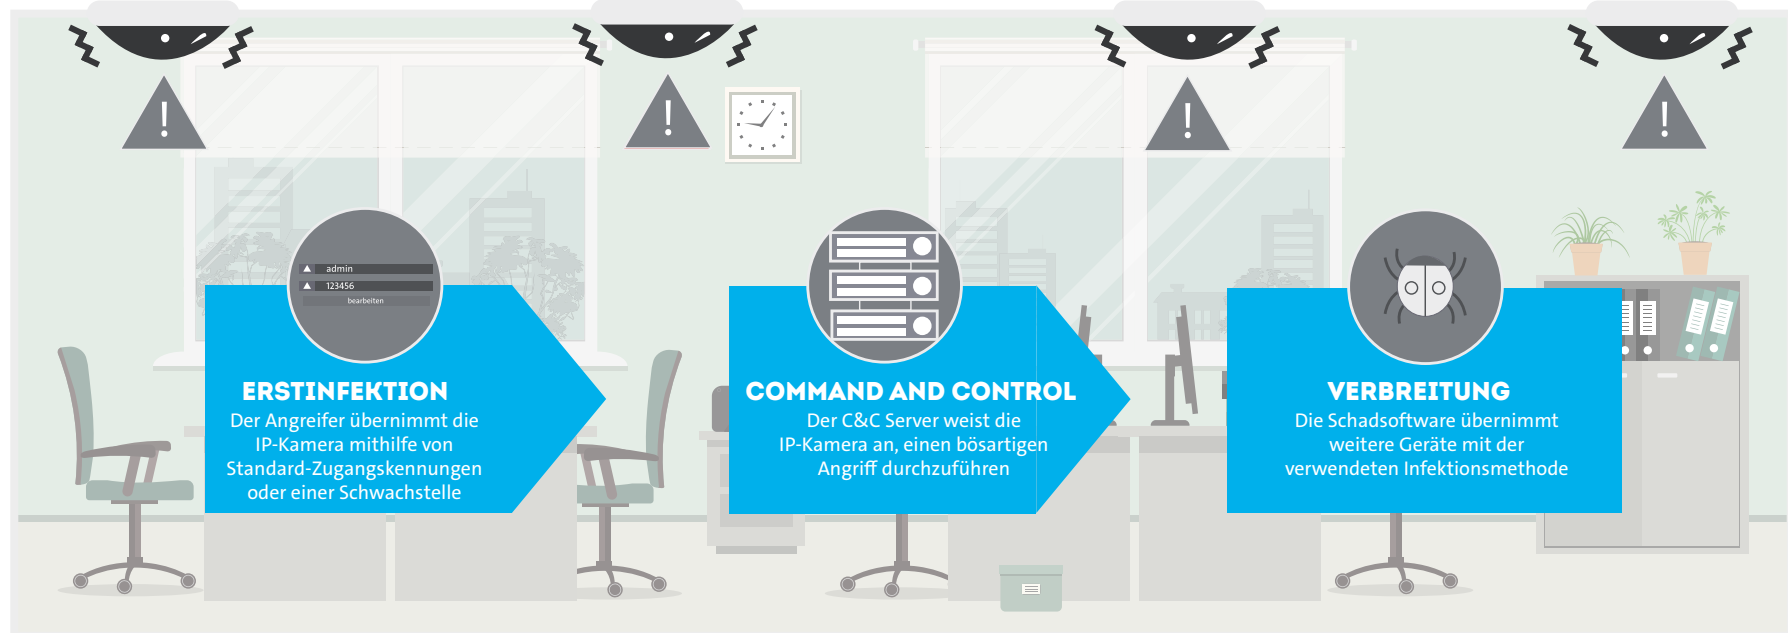 admin
123456
bearbeiten
ERSTINFEKTION
Der Angreifer übernimmt die
IP-Kamera mithilfe von
Standard-Zugangskennungen
oder einer Schwachstelle
COMMAND AND CONTROL
Der C&C Server weist die
IP-Kamera an, einen bösartigen
Angriff durchzuführen
VERBREITUNG
Die Schadsoftware übernimmt
weitere Geräte mit der
verwendeten Infektionsmethode